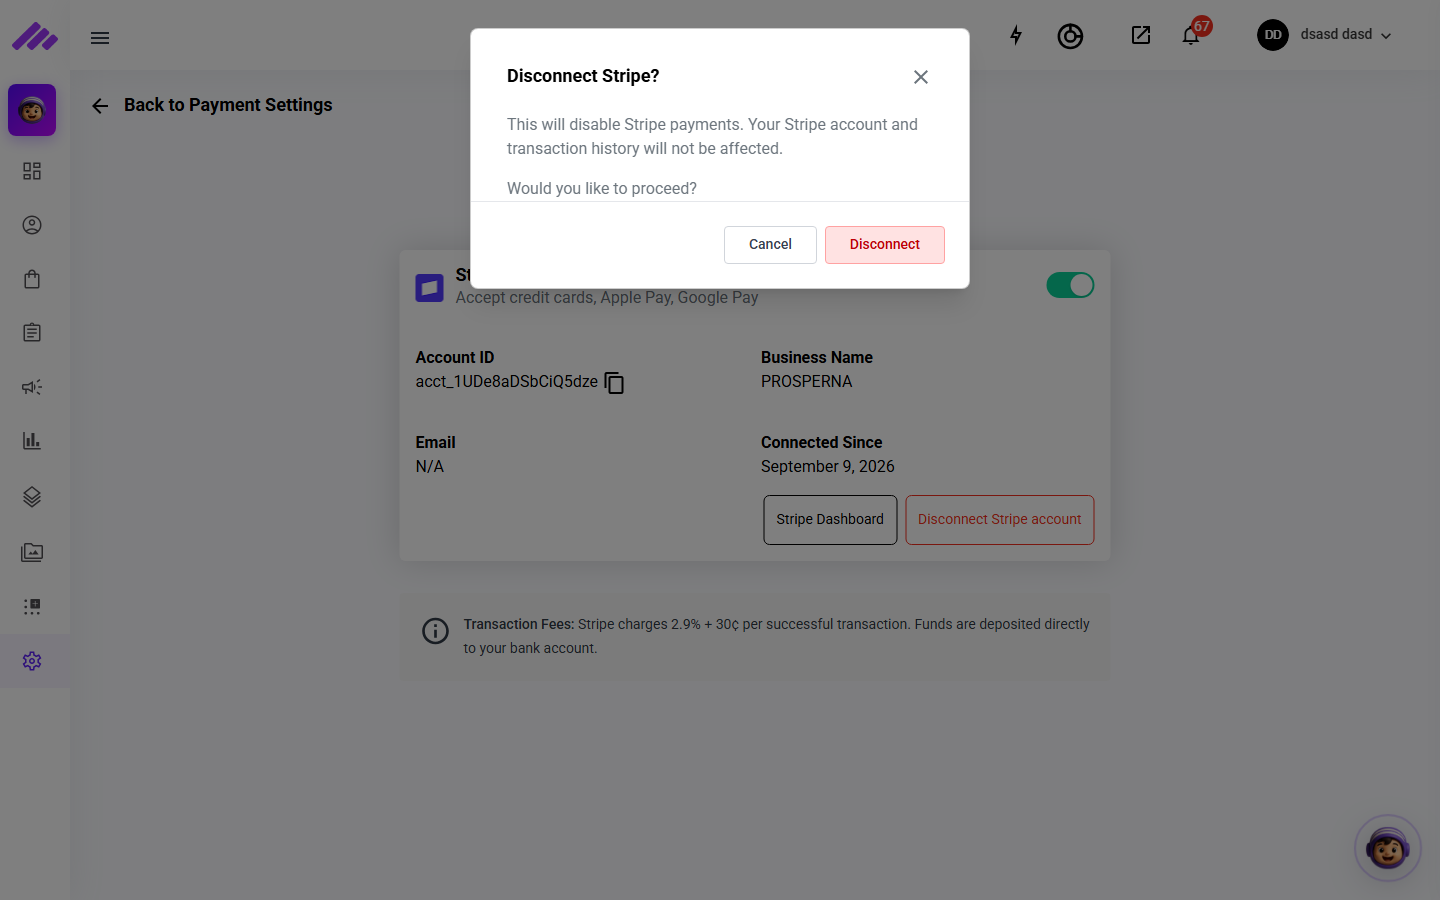 67
DD
dsasd dasd
Back to Payment Settings
Disconnect Stripe?
This will disable Stripe payments. Your Stripe account and
transaction history will not be affected.
Would you like to proceed?
Cancel
Disconnect
St
Accept credit cards, Apple Pay, Google Pay
Account ID
acct_1UDe8aDSbCiQ5dze
Business Name
PROSPERNA
Email
N/A
Connected Since
September 9, 2026
Stripe Dashboard
Disconnect Stripe account
Transaction Fees: Stripe charges 2.9% + 30¢ per successful transaction. Funds are deposited directly
to your bank account.